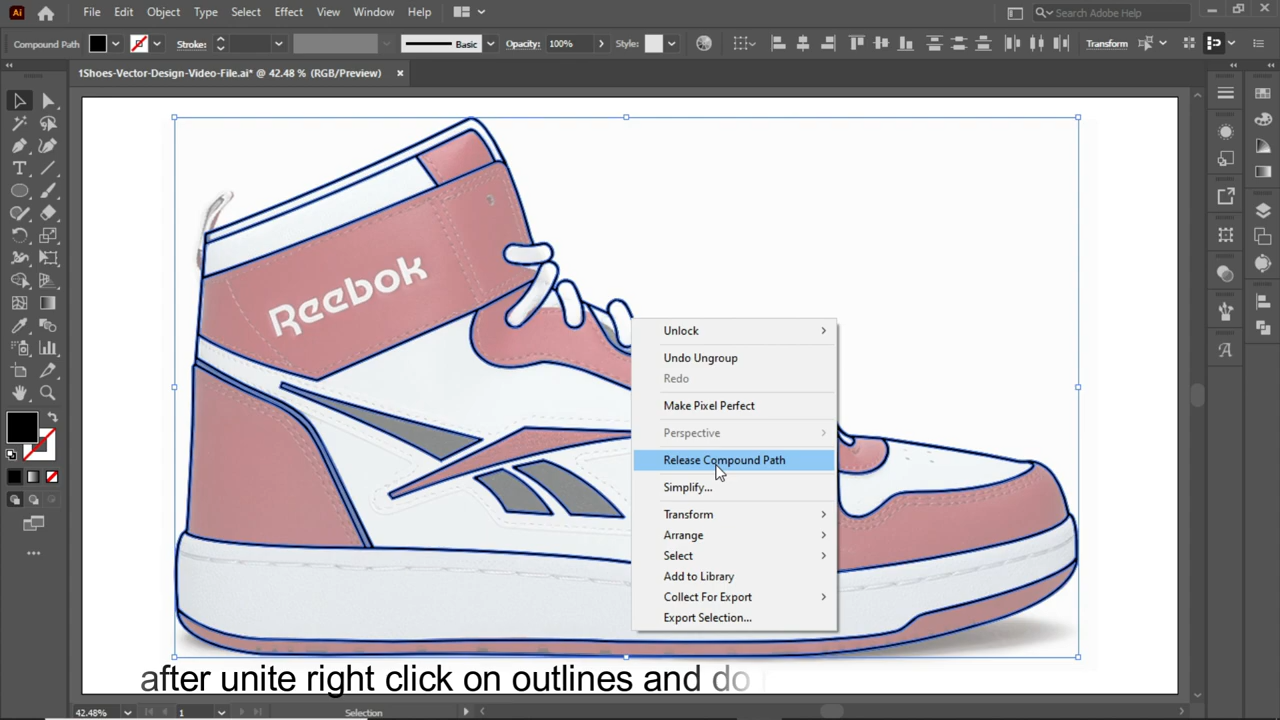 Ai File Edit Object Type Select Effect View Window Help Search Adobe Help
Compound Path Stroke: Basic Opacity: 100% Style: Transform
1Shoes-Vector-Design-Video-File.ai* @ 42.48 % (RGB/Preview)
Reebok
Unlock
Undo Ungroup
Redo
Make Pixel Perfect
Perspective
Release Compound Path
Simplify...
Transform
Arrange
Select
Add to Library
Collect For Export
Export Selection...
after unite right click on outlines and do
42.48% 1 Selection